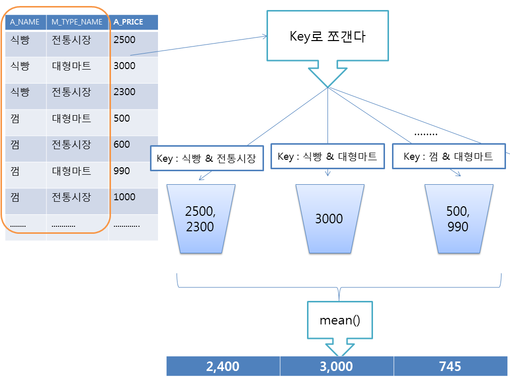 A_NAME M_TYPE_NAME A_PRICE
식빵 전통시장 2500
식빵 대형마트 3000
식빵 전통시장 2300
껌 대형마트 500
껌 전통시장 600
껌 대형마트 990
껌 전통시장 1000
........ ............ .............
Key로 쪼갠다
........
Key : 식빵 & 전통시장
Key : 식빵 & 대형마트
Key : 껌 & 대형마트
2500,
2300
3000
500,
990
mean()
2,400 3,000 745